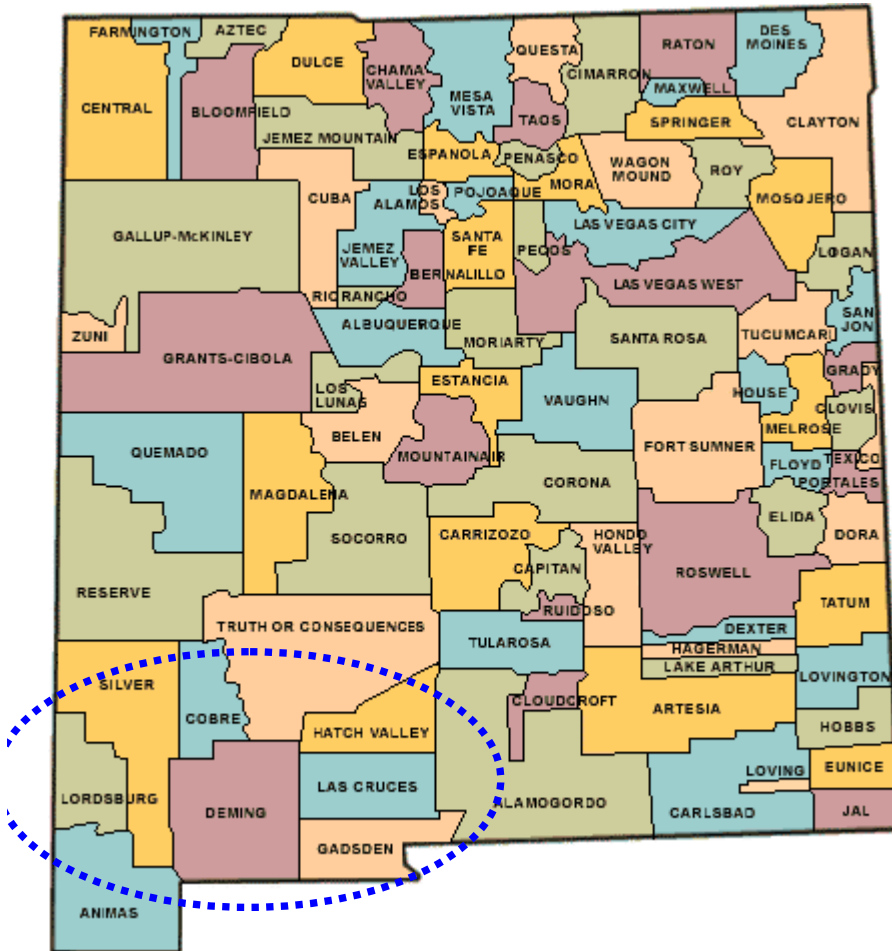 FARMINGTON
AZTEC
DULCE
CHAMA
VALLEY
MESA
VISTA
QUESTA
CIMARRON
RATON
DES
MOINES
CENTRAL
BLOOMFIELD
JEMEZ MOUNTAIN
TAOS
MAXWELL
SPRINGER
CLAYTON
ESPANOLA
PENASCO
MORA
WAGON
MOUND
ROY
MOSQJERO
CUBA
LOS
ALAMOS
POJOAQUE
LAS VEGAS CITY
GALLUP-McKINLEY
JEMEZ
VALLEY
BERNALILLO
SANTA
FE
PECOS
LAS VEGAS WEST
LOGAN
RIO RANCHO
ALBUQUERQUE
MORIARTY
SANTA ROSA
TUCUMCARI
SAN
JON
ZUNI
GRANTS-CIBOLA
LOS
LUNAS
ESTANCIA
VAUGHN
HOUSE
GRADY
CLOVIS
MELROSE
QUEMADO
BELEN
MOUNTAINAIR
FORT SUMNER
FLOYD
TEXICO
PORTALES
MAGDALENA
CORONA
ELIDA
DORA
SOCORRO
CARRIZOZO
HONDO
VALLEY
CAPITAN
ROSWELL
RESERVE
RUIDOSO
TATUM
TRUTH OR CONSEQUENCES
TULAROSA
DEXTER
HAGERMAN
LAKE ARTHUR
LOVINGTON
SILVER
COBRE
HATCH VALLEY
CLOUDCROFT
ARTESIA
HOBBS
LORDSBURG
DEMING
LAS CRUCES
ALAMOGORDO
LOVING
EUNICE
CARLSBAD
JAL
GADSDEN
ANIMAS